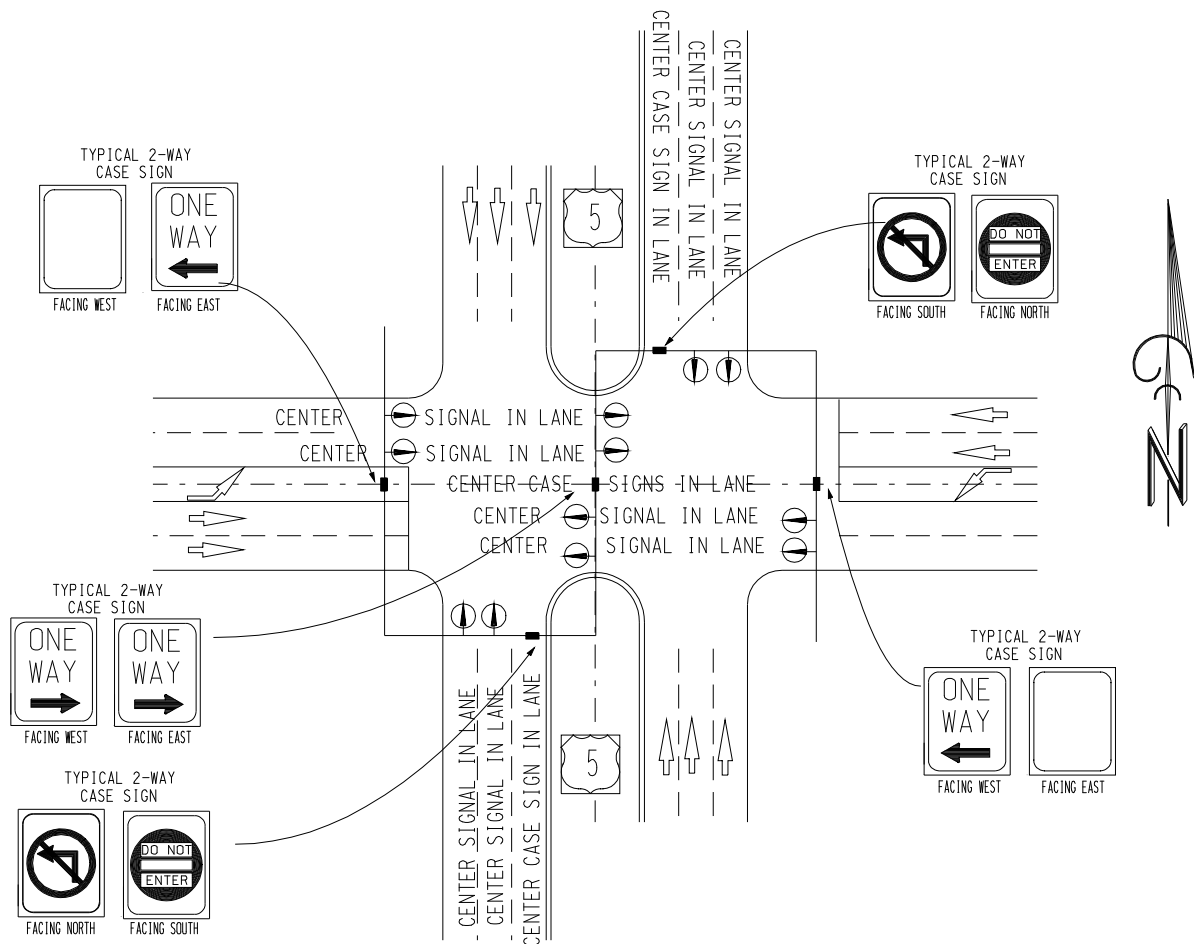 CENTER CASE SIGN IN LANE
CENTER SIGNAL IN LANE
CENTER SIGNAL IN LANE
TYPICAL 2-WAY
CASE SIGN
ONE
WAY
FACING WEST
FACING EAST
5
TYPICAL 2-WAY
CASE SIGN
DO NOT
ENTER
FACING SOUTH
FACING NORTH
N
CENTER SIGNAL IN LANE
CENTER SIGNAL IN LANE
CENTER CASE SIGNS IN LANE
CENTER SIGNAL IN LANE
CENTER SIGNAL IN LANE
TYPICAL 2-WAY
CASE SIGN
ONE
WAY
ONE
WAY
FACING WEST
FACING EAST
TYPICAL 2-WAY
CASE SIGN
ONE
WAY
FACING WEST
FACING EAST
5
TYPICAL 2-WAY
CASE SIGN
DO NOT
ENTER
FACING NORTH
FACING SOUTH
CENTER SIGNAL IN LANE
CENTER SIGNAL IN LANE
CENTER CASE SIGN IN LANE